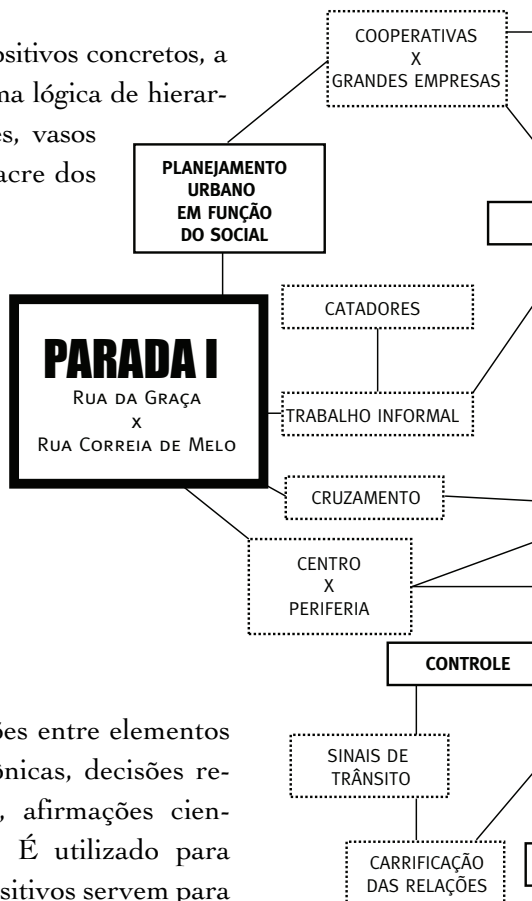 ositivos concretos, a
ma lógica de hierar-
es, vasos
acre dos
COOPERATIVAS
X
GRANDES EMPRESAS
PLANEJAMENTO
URBANO
EM FUNÇÃO
DO SOCIAL
CATADORES
PARADA I
RUA DA GRAÇA
X
RUA CORREIA DE MELO
TRABALHO INFORMAL
CRUZAMENTO
CENTRO
X
PERIFERIA
CONTROLE
ões entre elementos
ônicas, decisões re-
, afirmações cien-
É utilizado para
ositivos servem para
SINAIS DE
TRÂNSITO
CARRIFICAÇÃO
DAS RELAÇÕES